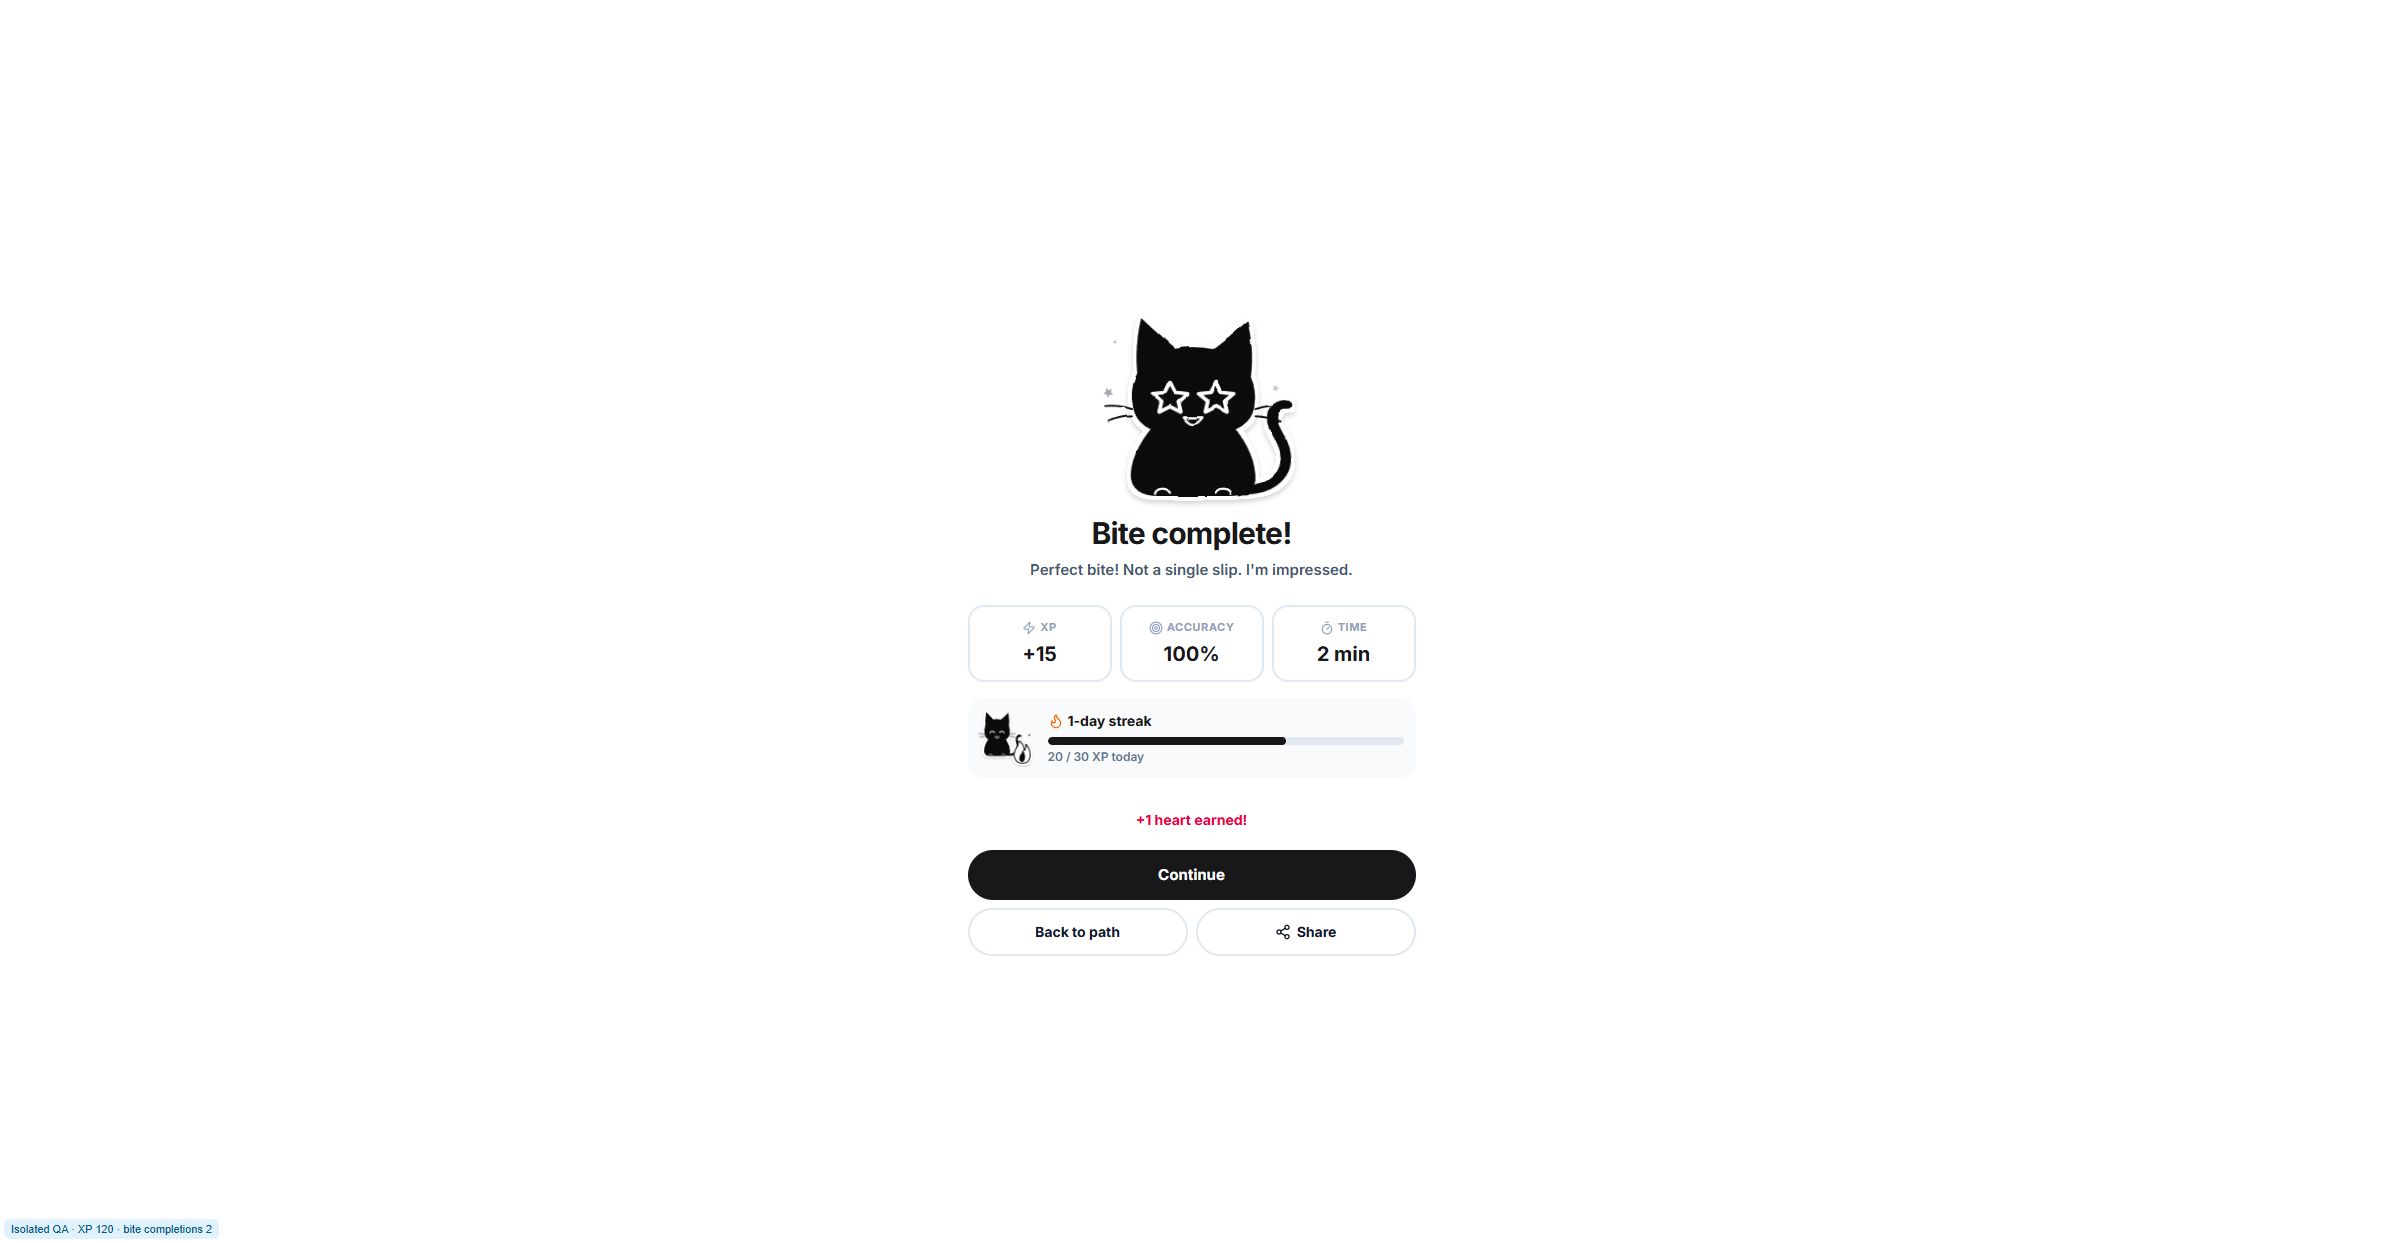 Bite complete!
Perfect bite! Not a single slip. I'm impressed.
XP
+15
ACCURACY
100%
TIME
2 min
1-day streak
20 / 30 XP today
+1 heart earned!
Continue
Back to path
Share
Isolated QA · XP 120 · bite completions 2